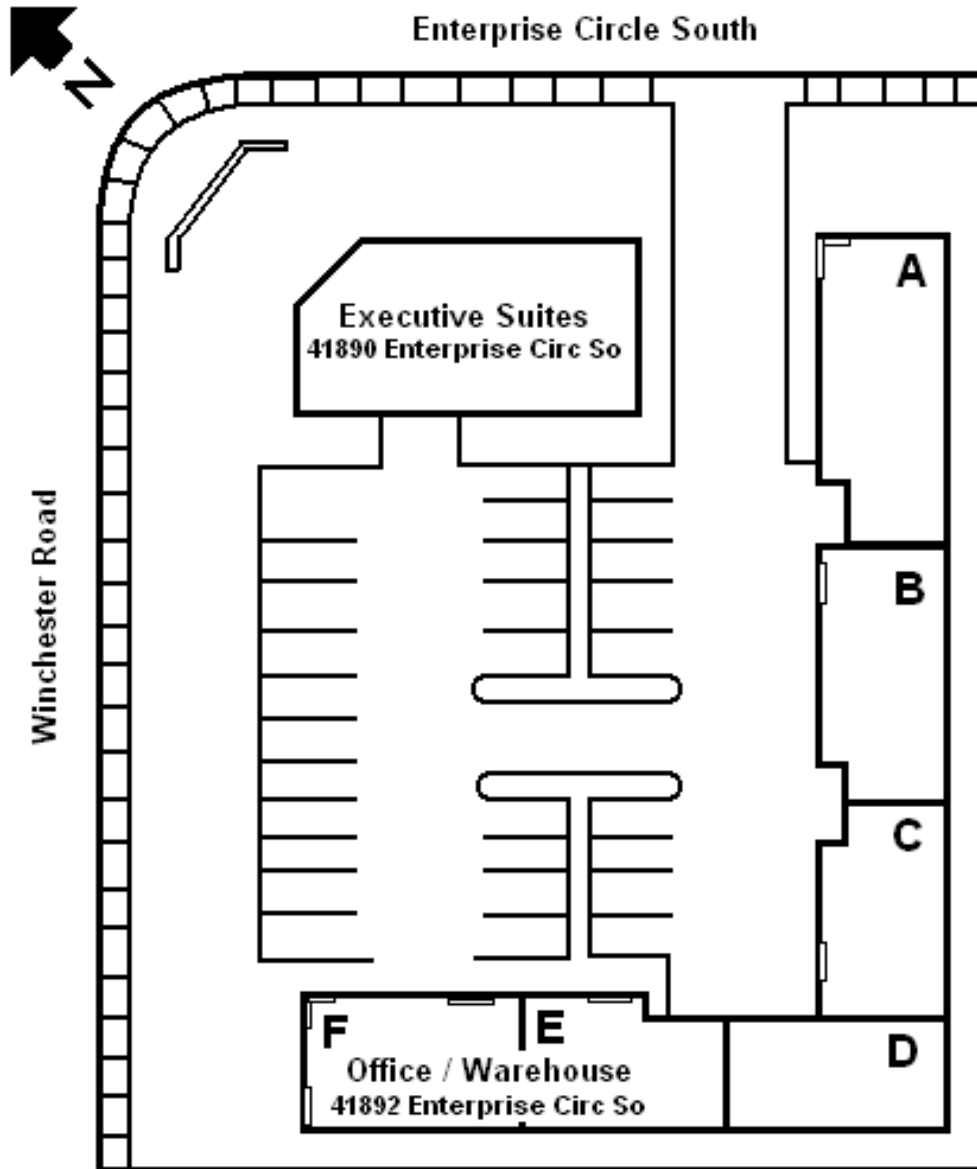 Enterprise Circle South
N
A
Executive Suites
41890 Enterprise Circ So
Winchester Road
B
C
F
E
D
Office / Warehouse
41892 Enterprise Circ So